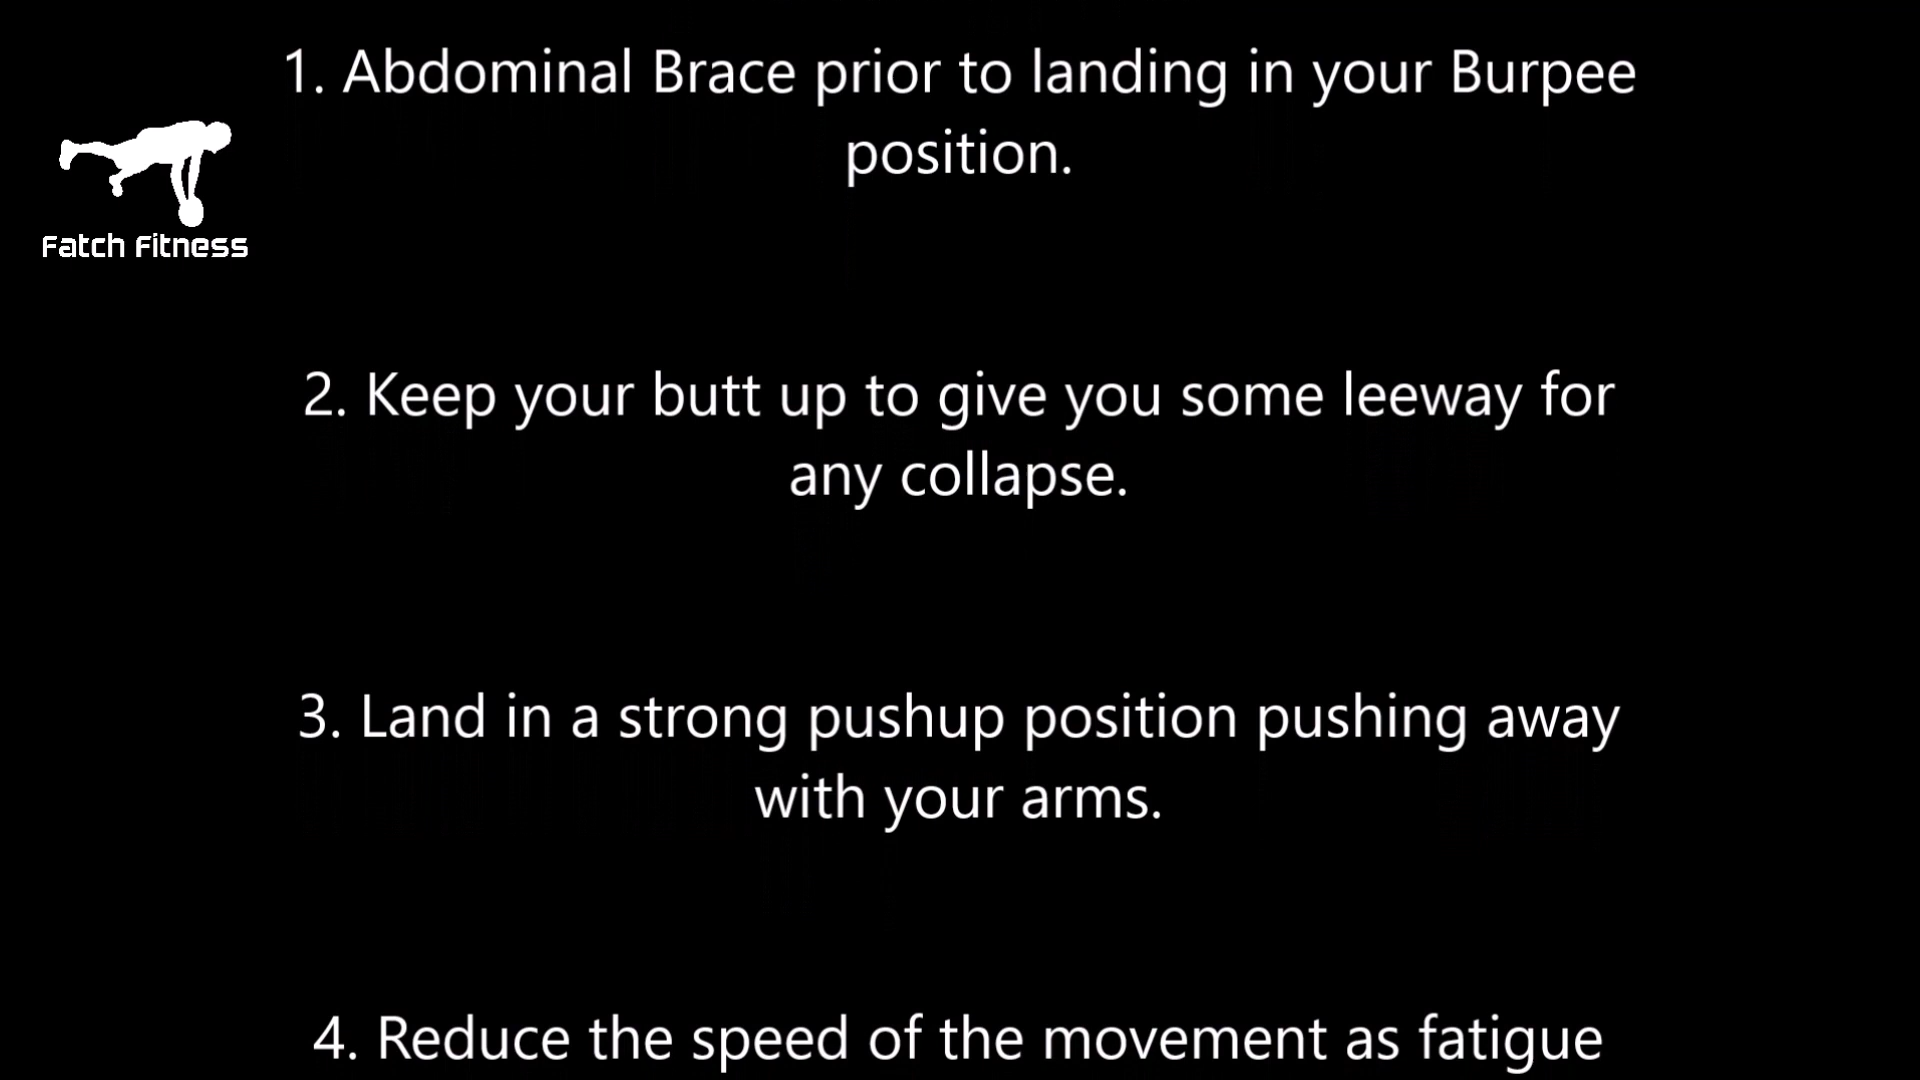 1. Abdominal Brace prior to landing in your Burpee
position.
Fatch Fitness
2. Keep your butt up to give you some leeway for
any collapse.
3. Land in a strong pushup position pushing away
with your arms.
4. Reduce the speed of the movement as fatigue